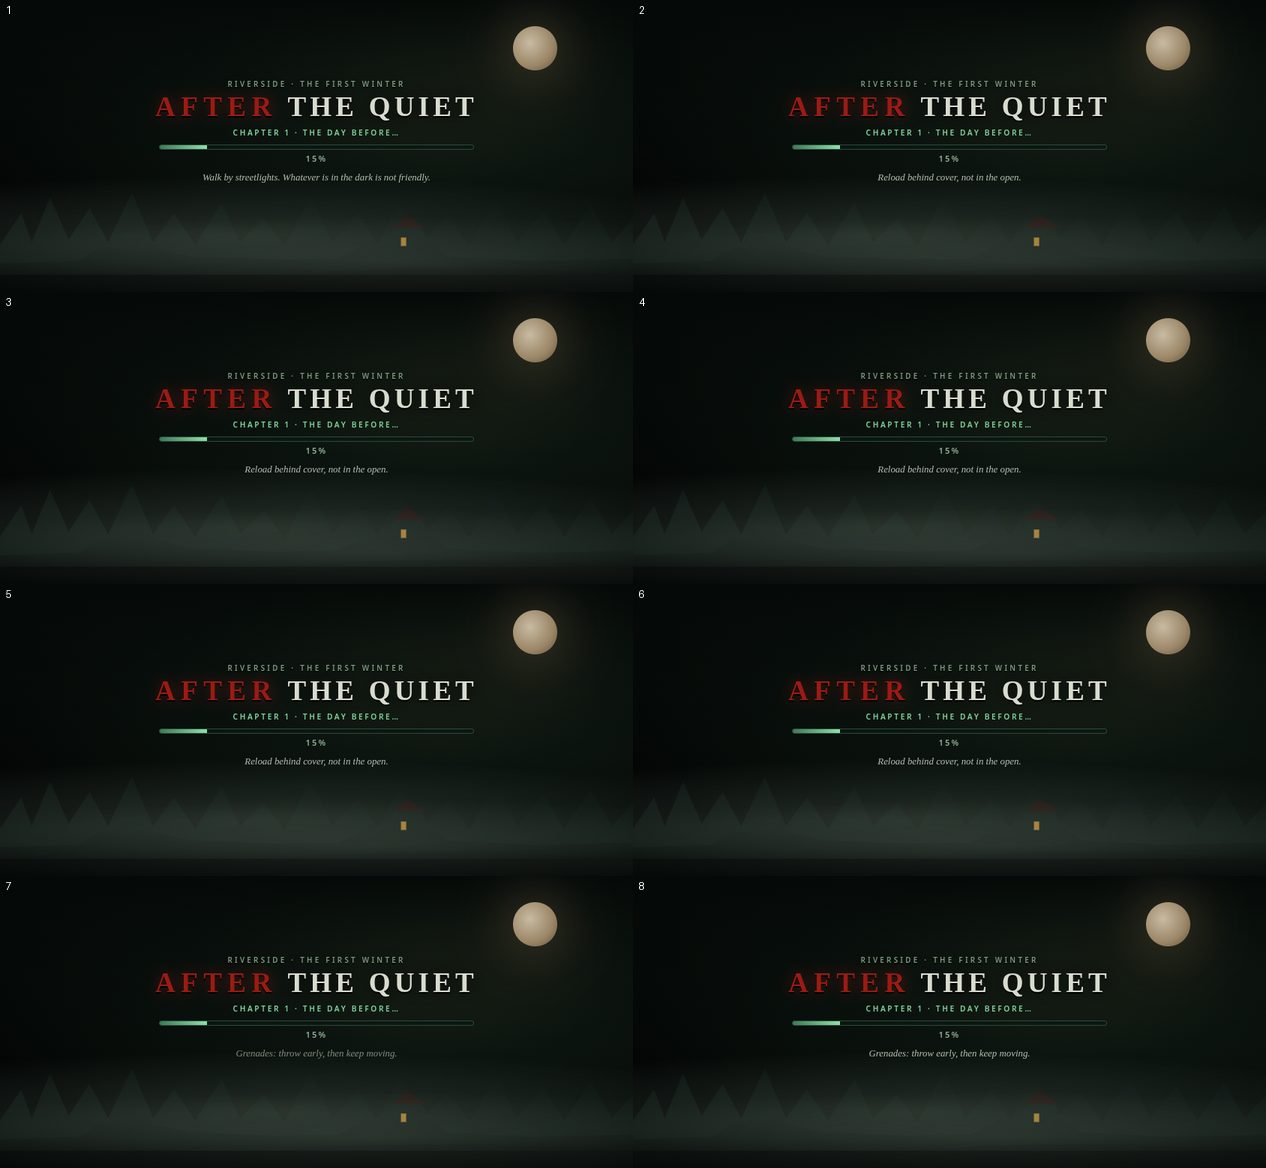 1
RIVERSIDE · THE FIRST WINTER
AFTER THE QUIET
CHAPTER 1 · THE DAY BEFORE…
15%
Walk by streetlights. Whatever is in the dark is not friendly.
2
RIVERSIDE · THE FIRST WINTER
AFTER THE QUIET
CHAPTER 1 · THE DAY BEFORE…
15%
Reload behind cover, not in the open.
3
RIVERSIDE · THE FIRST WINTER
AFTER THE QUIET
CHAPTER 1 · THE DAY BEFORE…
15%
Reload behind cover, not in the open.
4
RIVERSIDE · THE FIRST WINTER
AFTER THE QUIET
CHAPTER 1 · THE DAY BEFORE…
15%
Reload behind cover, not in the open.
5
RIVERSIDE · THE FIRST WINTER
AFTER THE QUIET
CHAPTER 1 · THE DAY BEFORE…
15%
Reload behind cover, not in the open.
6
RIVERSIDE · THE FIRST WINTER
AFTER THE QUIET
CHAPTER 1 · THE DAY BEFORE…
15%
Reload behind cover, not in the open.
7
RIVERSIDE · THE FIRST WINTER
AFTER THE QUIET
CHAPTER 1 · THE DAY BEFORE…
15%
Grenades: throw early, then keep moving.
8
RIVERSIDE · THE FIRST WINTER
AFTER THE QUIET
CHAPTER 1 · THE DAY BEFORE…
15%
Grenades: throw early, then keep moving.